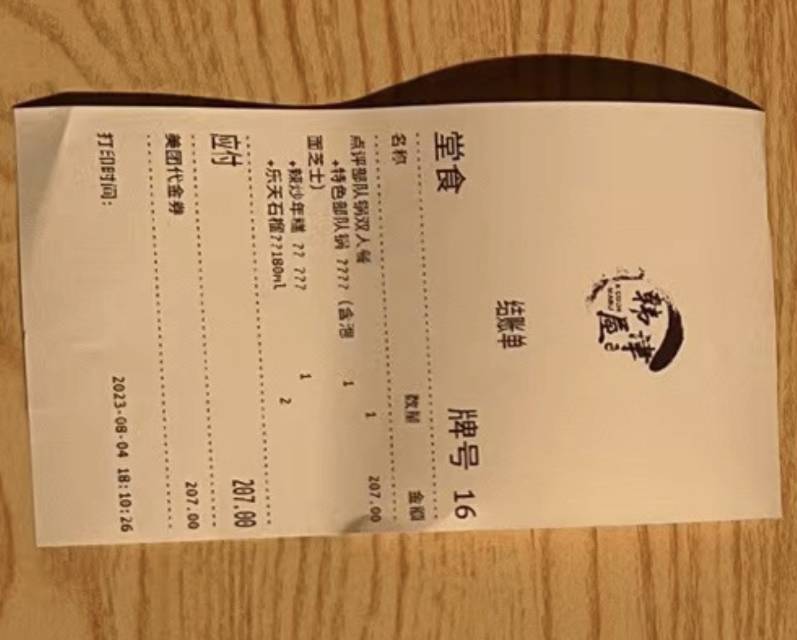 韩津屋
结账单
堂食 牌号 16
名称 数量 金额
点评部队锅双人餐 1 207.00
+特色部队锅 ???? (含泡 1
面芝士)
+辣炒年糕 ?? ??? 1
+乐天石榴??180ml 2
应付 207.00
美团代金券 207.00
打印时间: 2023-08-04 18:10:26